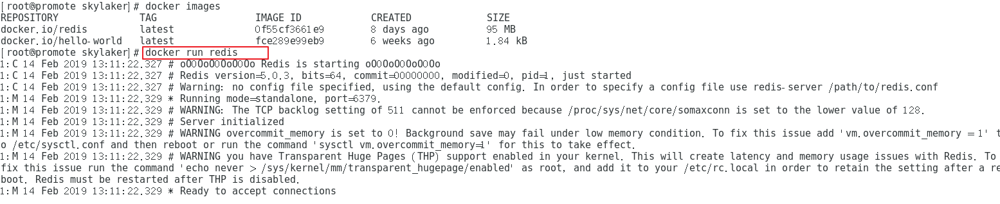 [root@promote skylaker]# docker images
REPOSITORY TAG IMAGE ID CREATED SIZE
docker.io/redis latest 0f55cf3661e9 8 days ago 95 MB
docker.io/hello-world latest fce289e99eb9 6 weeks ago 1.84 kB
[root@promote skylaker]# docker run redis
1:C 14 Feb 2019 13:11:22.327 # oO0OoO0OoO0Oo Redis is starting oO0OoO0OoO0Oo
1:C 14 Feb 2019 13:11:22.327 # Redis version=5.0.3, bits=64, commit=00000000, modified=0, pid=1, just started
1:C 14 Feb 2019 13:11:22.327 # Warning: no config file specified, using the default config. In order to specify a config file use redis-server /path/to/redis.conf
1:M 14 Feb 2019 13:11:22.329 * Running mode=standalone, port=6379.
1:M 14 Feb 2019 13:11:22.329 # WARNING: The TCP backlog setting of 511 cannot be enforced because /proc/sys/net/core/somaxconn is set to the lower value of 128.
1:M 14 Feb 2019 13:11:22.329 # Server initialized
1:M 14 Feb 2019 13:11:22.329 # WARNING overcommit_memory is set to 0! Background save may fail under low memory condition. To fix this issue add 'vm.overcommit_memory = 1' t
o /etc/sysctl.conf and then reboot or run the command 'sysctl vm.overcommit_memory=1' for this to take effect.
1:M 14 Feb 2019 13:11:22.329 # WARNING you have Transparent Huge Pages (THP) support enabled in your kernel. This will create latency and memory usage issues with Redis. To
fix this issue run the command 'echo never > /sys/kernel/mm/transparent_hugepage/enabled' as root, and add it to your /etc/rc.local in order to retain the setting after a re
boot. Redis must be restarted after THP is disabled.
1:M 14 Feb 2019 13:11:22.329 * Ready to accept connections